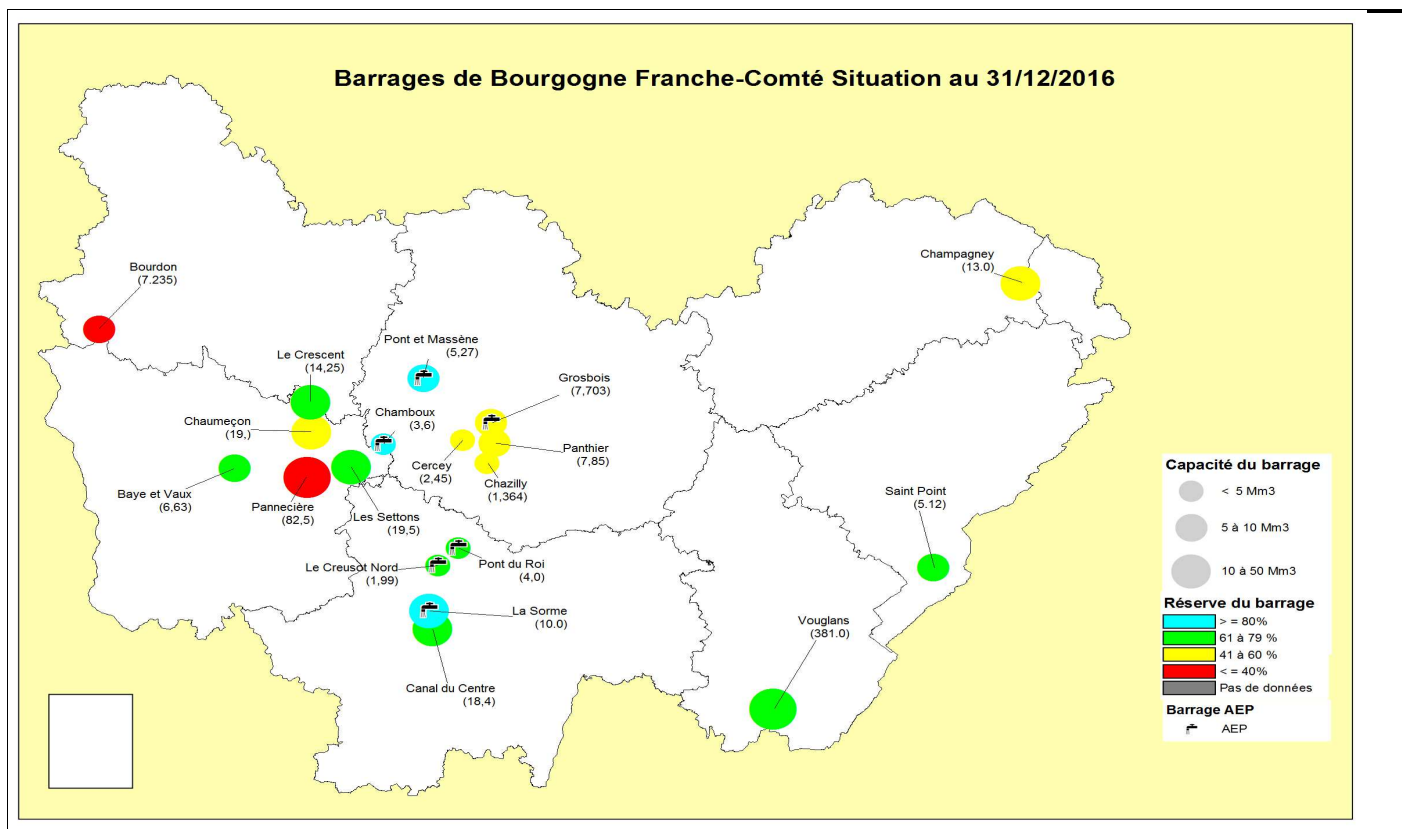 Barrages de Bourgogne Franche-Comté Situation au 31/12/2016
Bourdon
(7.235)
Champagney
(13.0)
Pont et Massène
(5,27)
Le Crescent
(14,25)
Grosbois
(7,703)
Chamboux
(3,6)
Chaumeçon
(19,)
Panthier
(7,85)
Cercey
(2,45)
Chazilly
(1,364)
Baye et Vaux
(6,63)
Pannecière
(82,5)
Les Settons
(19,5)
Saint Point
(5.12)
Le Creusot Nord
(1,99)
Pont du Roi
(4,0)
La Sorme
(10.0)
Vouglans
(381.0)
Canal du Centre
(18,4)
Capacité du barrage
< 5 Mm3
5 à 10 Mm3
10 à 50 Mm3
Réserve du barrage
> = 80%
61 à 79 %
41 à 60 %
< = 40%
Pas de données
Barrage AEP
AEP